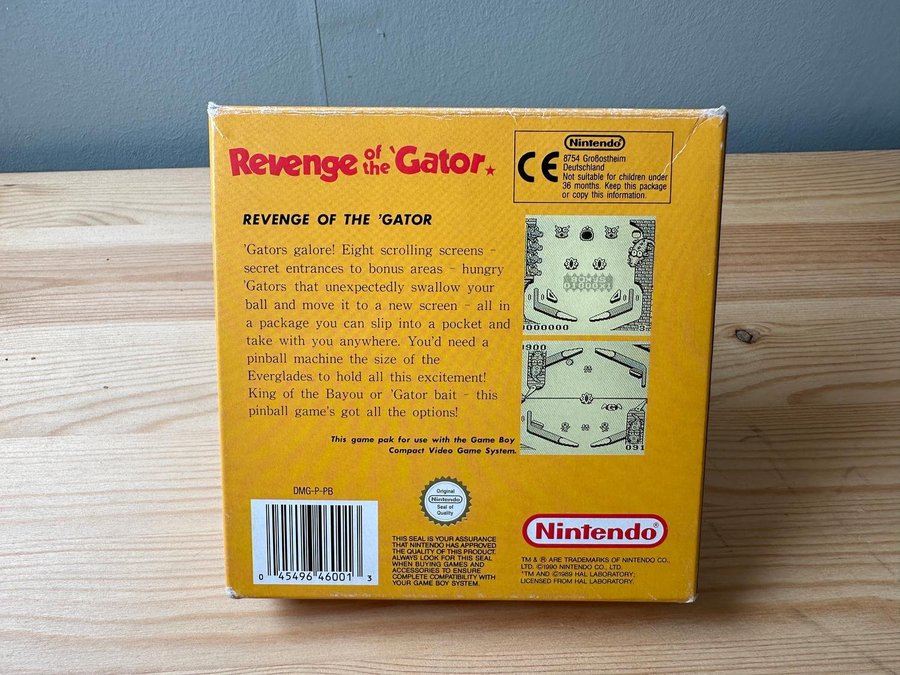 Revenge of the 'Gator
Nintendo
CE
8754 Großostheim
Deutschland
Not suitable for children under
36 months. Keep this package
or copy this information.
REVENGE OF THE 'GATOR
'Gators galore! Eight scrolling screens –
secret entrances to bonus areas – hungry
'Gators that unexpectedly swallow your
ball and move it to a new screen – all in
a package you can slip into a pocket and
take with you anywhere. You'd need a
pinball machine the size of the
Everglades to hold all this excitement!
King of the Bayou or 'Gator bait – this
pinball game's got all the options!
BONUS
01000X1
0000000
3
1900
091
This game pak for use with the Game Boy
Compact Video Game System.
DMG-P-PB
0 45496 46001 3
Original
Nintendo
Seal of
Quality
THIS SEAL IS YOUR ASSURANCE
THAT NINTENDO HAS APPROVED
THE QUALITY OF THIS PRODUCT.
ALWAYS LOOK FOR THIS SEAL
WHEN BUYING GAMES AND
ACCESSORIES TO ENSURE
COMPLETE COMPATIBILITY WITH
YOUR GAME BOY SYSTEM.
Nintendo®
TM & ® ARE TRADEMARKS OF NINTENDO CO.,
LTD. ©1990 NINTENDO CO., LTD.
*TM AND ©1989 HAL LABORATORY;
LICENSED FROM HAL LABORATORY.